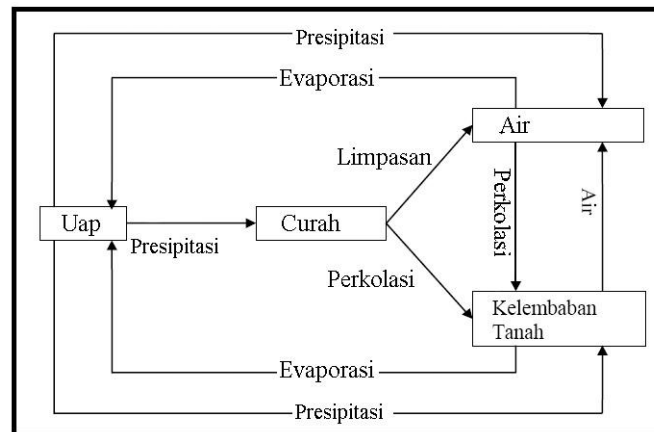 Presipitasi
Evaporasi
Air
Limpasan
Perkolasi
Air
Uap
Presipitasi
Curah
Perkolasi
Kelembaban
Tanah
Evaporasi
Presipitasi